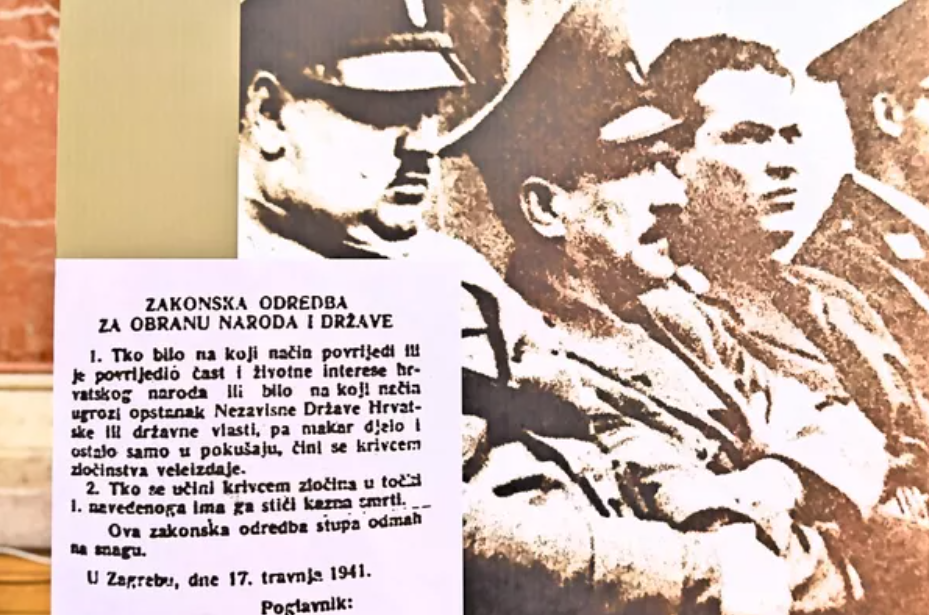 ZAKONSKA ODREDBA
ZA OBRANU NARODA I DRŽAVE
1. Tko bilo na koji način povrijedi ili
je povrijedio čast i životne interese hr-
vatskog naroda ili bilo na koji način
ugrozi opstanak Nezavisne Države Hrvat-
ske ili državne vlasti, pa makar djelo i
ostalo samo u pokušaju, čini se krivcem
zločinstva veleizdaje.
2. Tko se učini krivcem zločina u točki
1. navedenoga ima ga stići kazna smrti.
Ova zakonska odredba stupa odmah
na snagu.
U Zagrebu, dne 17. travnja 1941.
Poglavnik: